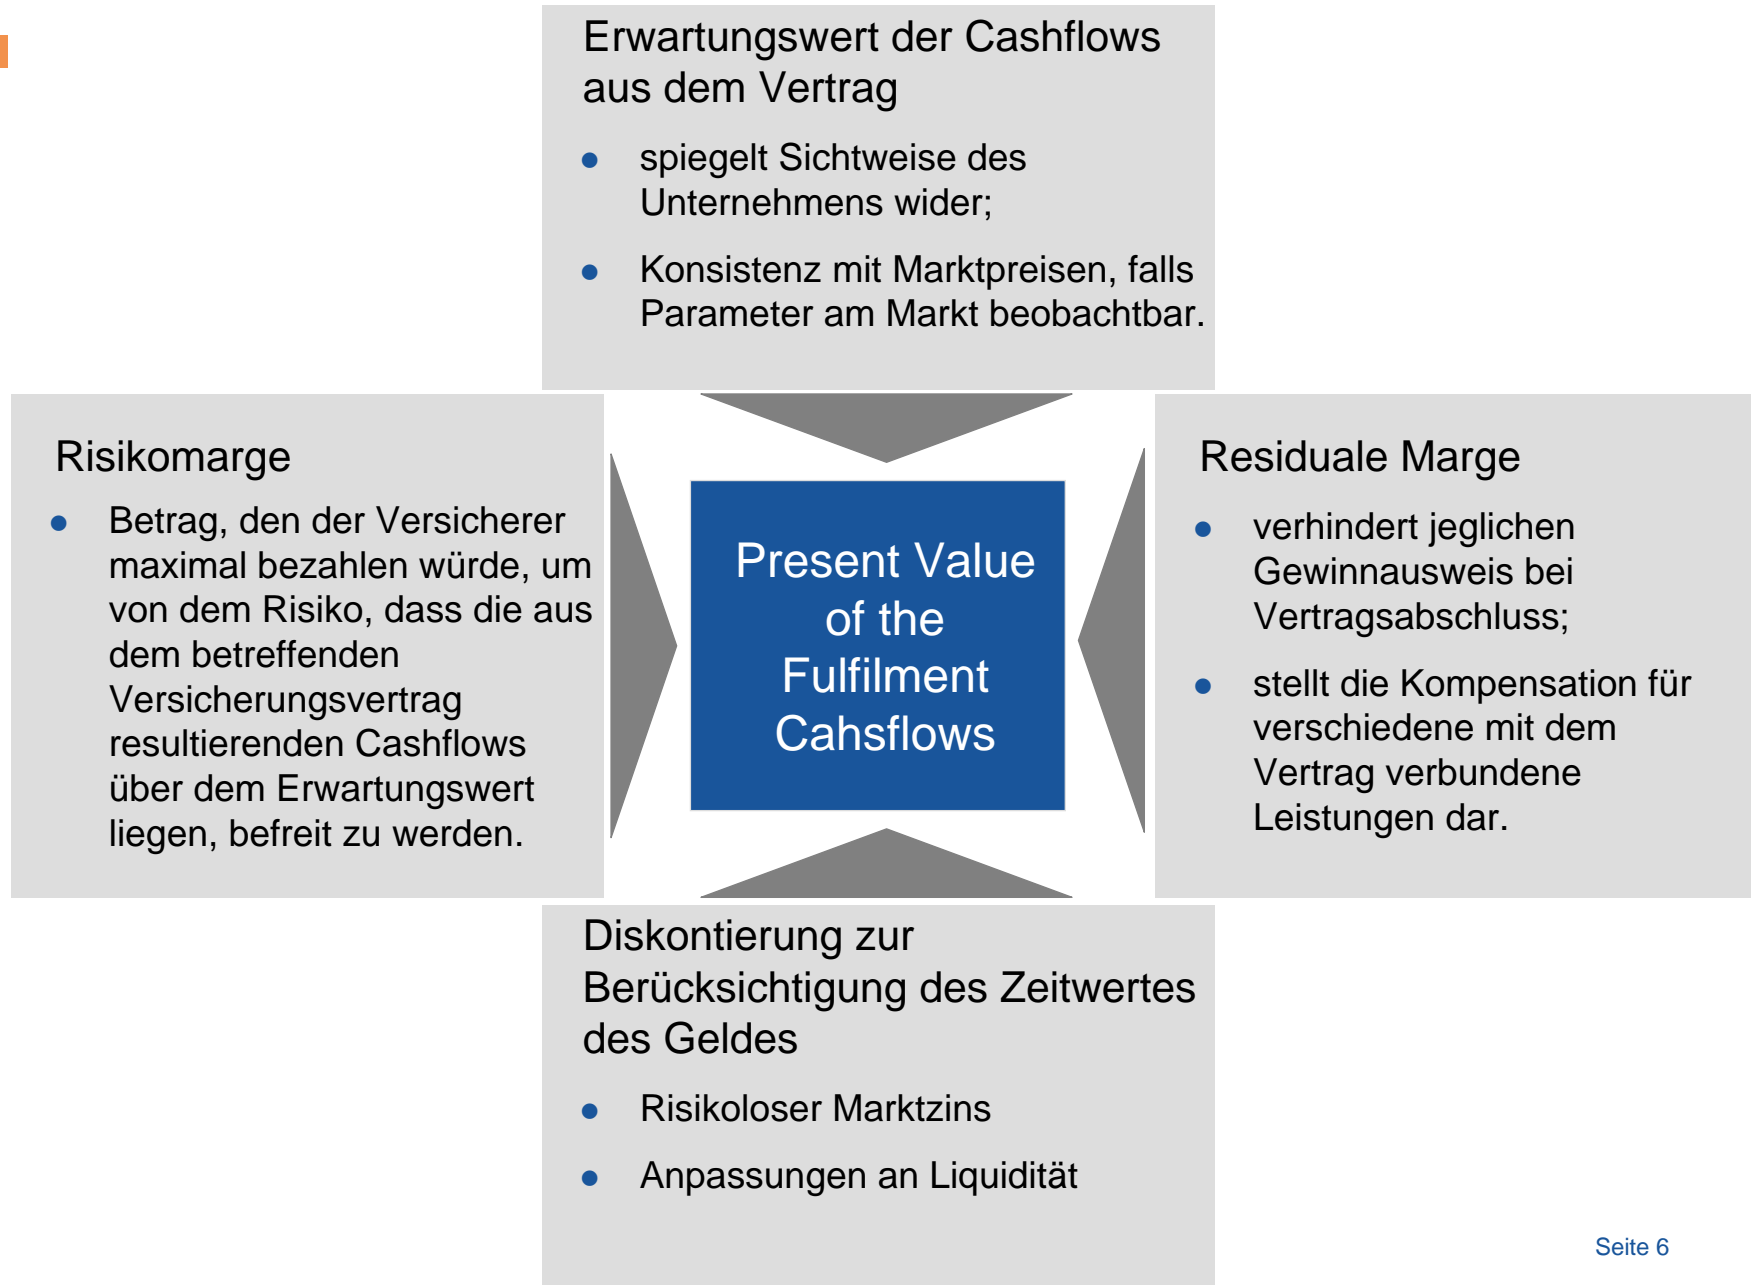 Erwartungswert der Cashflows
aus dem Vertrag
● spiegelt Sichtweise des
Unternehmens wider;
● Konsistenz mit Marktpreisen, falls
Parameter am Markt beobachtbar.
Risikomarge
● Betrag, den der Versicherer
maximal bezahlen würde, um
von dem Risiko, dass die aus
dem betreffenden
Versicherungsvertrag
resultierenden Cashflows
über dem Erwartungswert
liegen, befreit zu werden.
Present Value
of the
Fulfilment
Cahsflows
Residuale Marge
● verhindert jeglichen
Gewinnausweis bei
Vertragsabschluss;
● stellt die Kompensation für
verschiedene mit dem
Vertrag verbundene
Leistungen dar.
Diskontierung zur
Berücksichtigung des Zeitwertes
des Geldes
● Risikoloser Marktzins
● Anpassungen an Liquidität
Seite 6